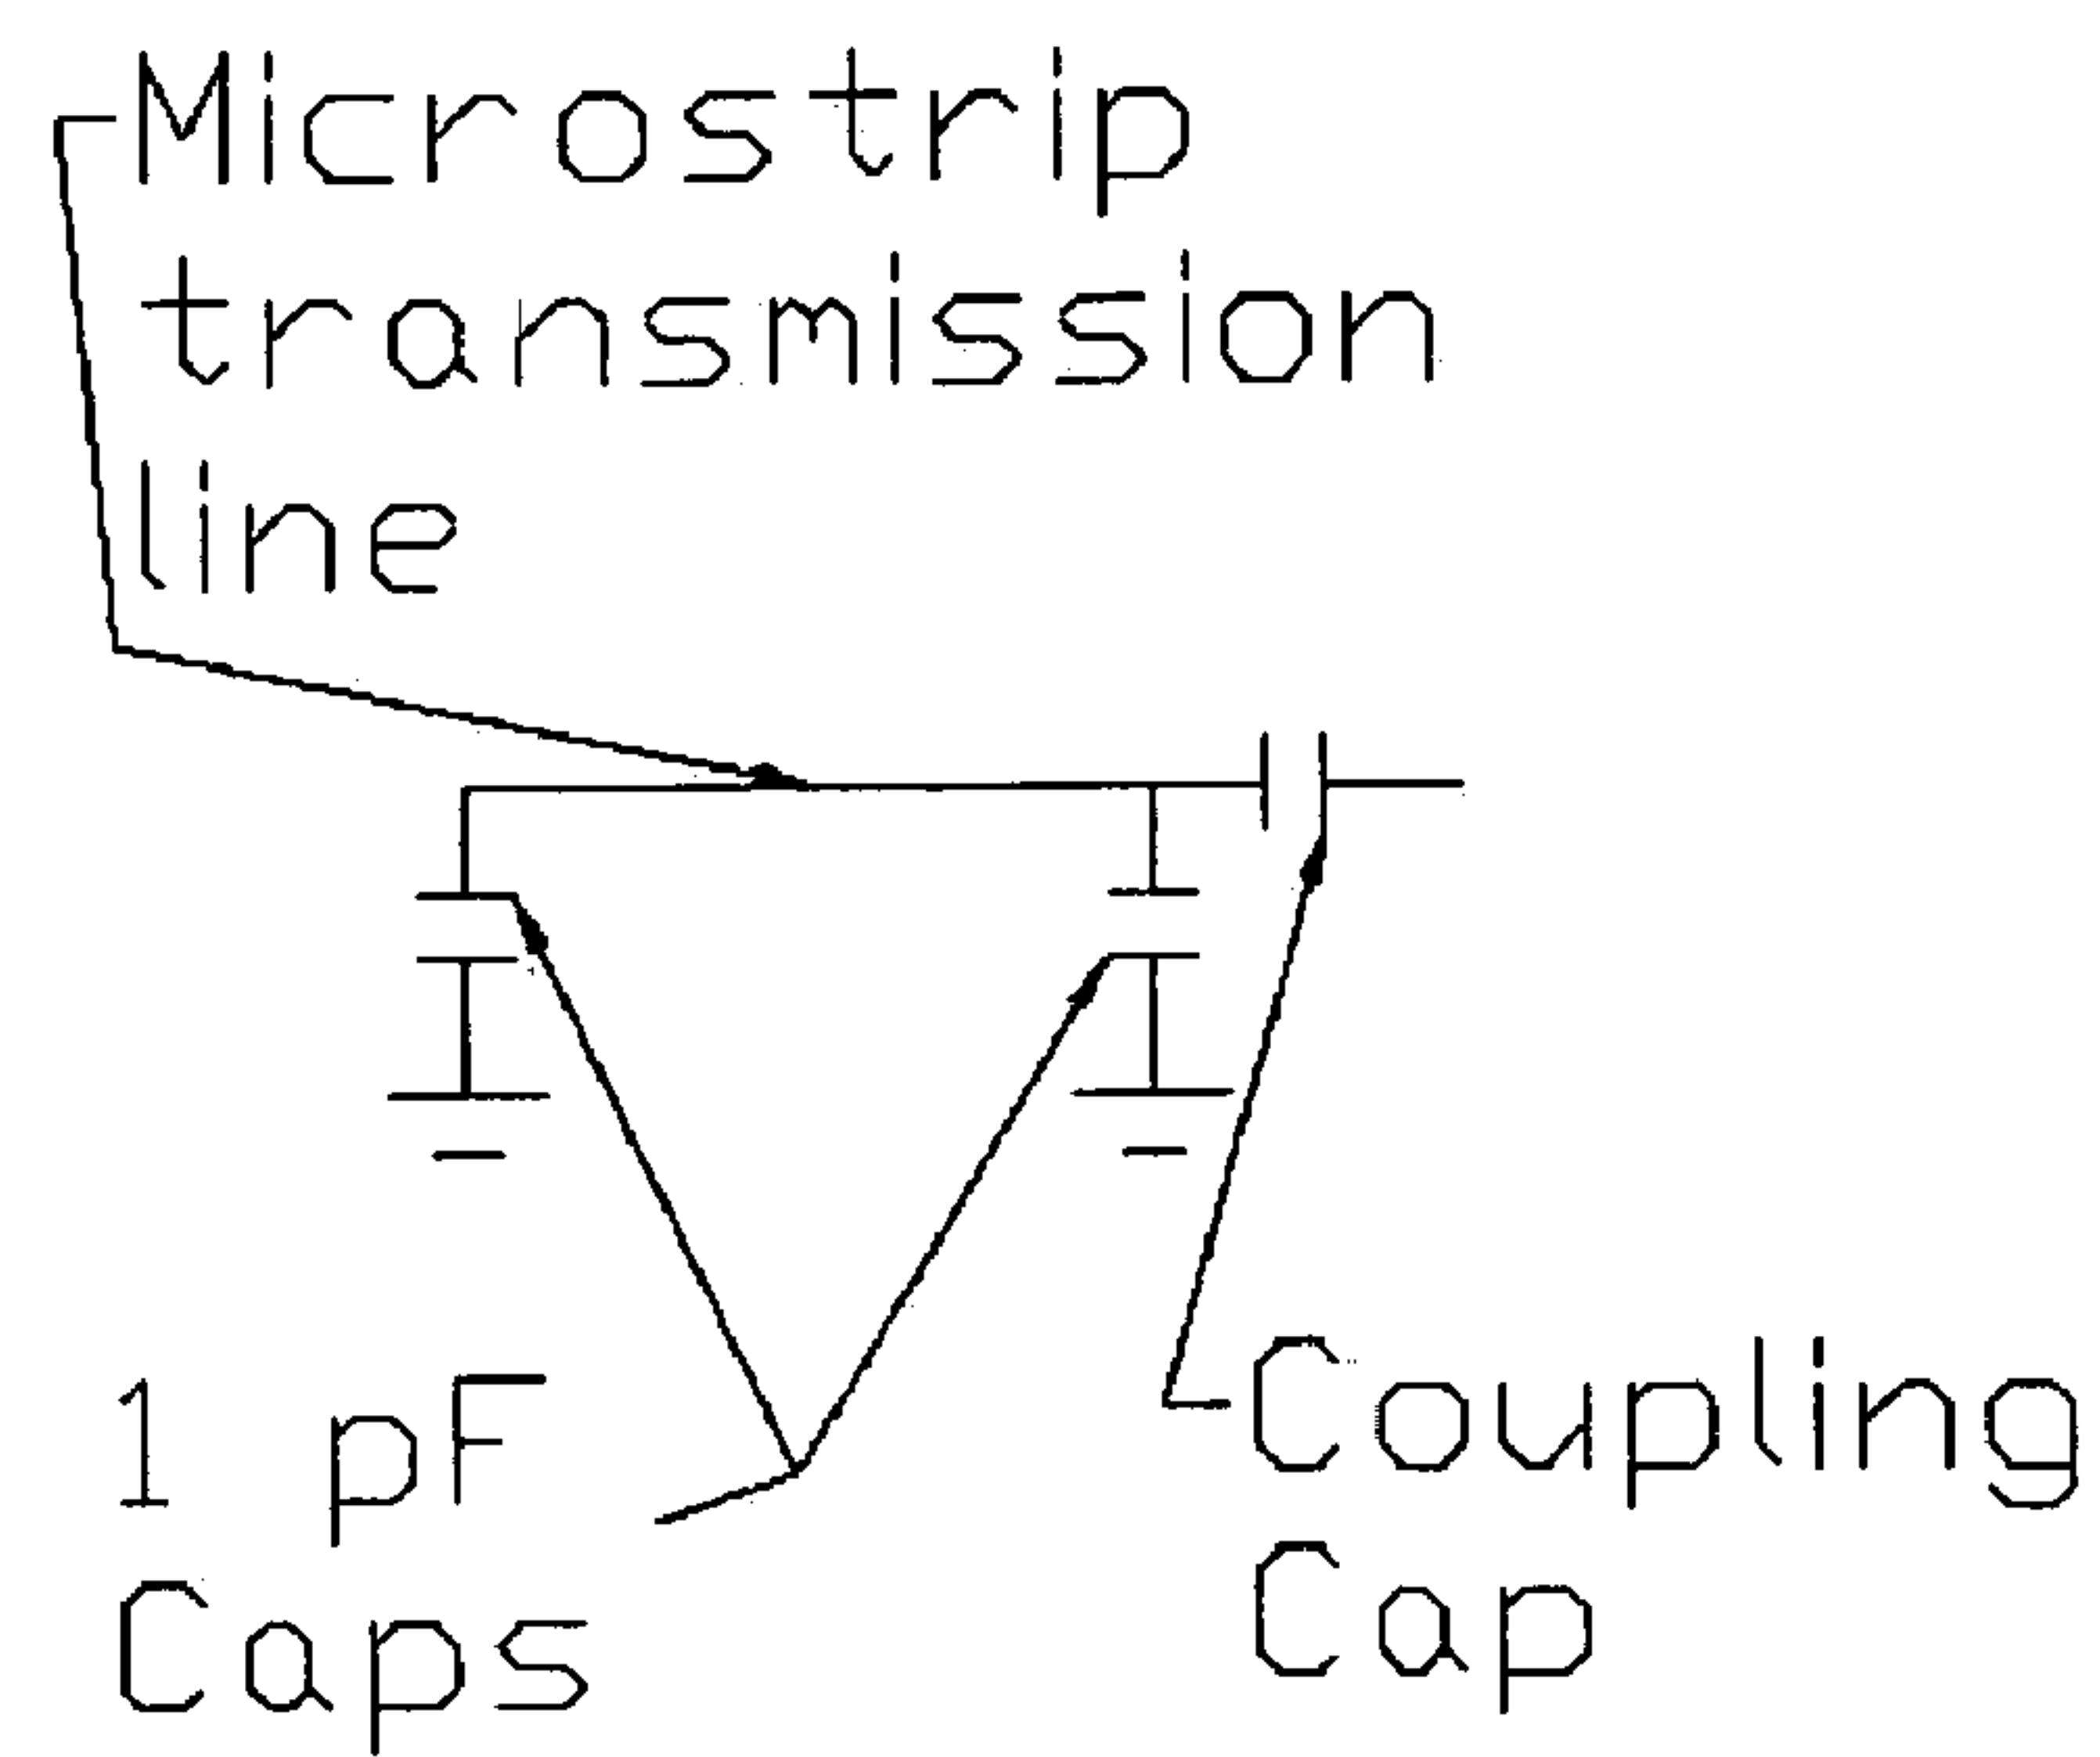 Microstrip
transmission
line
1 pF
Caps
Coupling
Cap